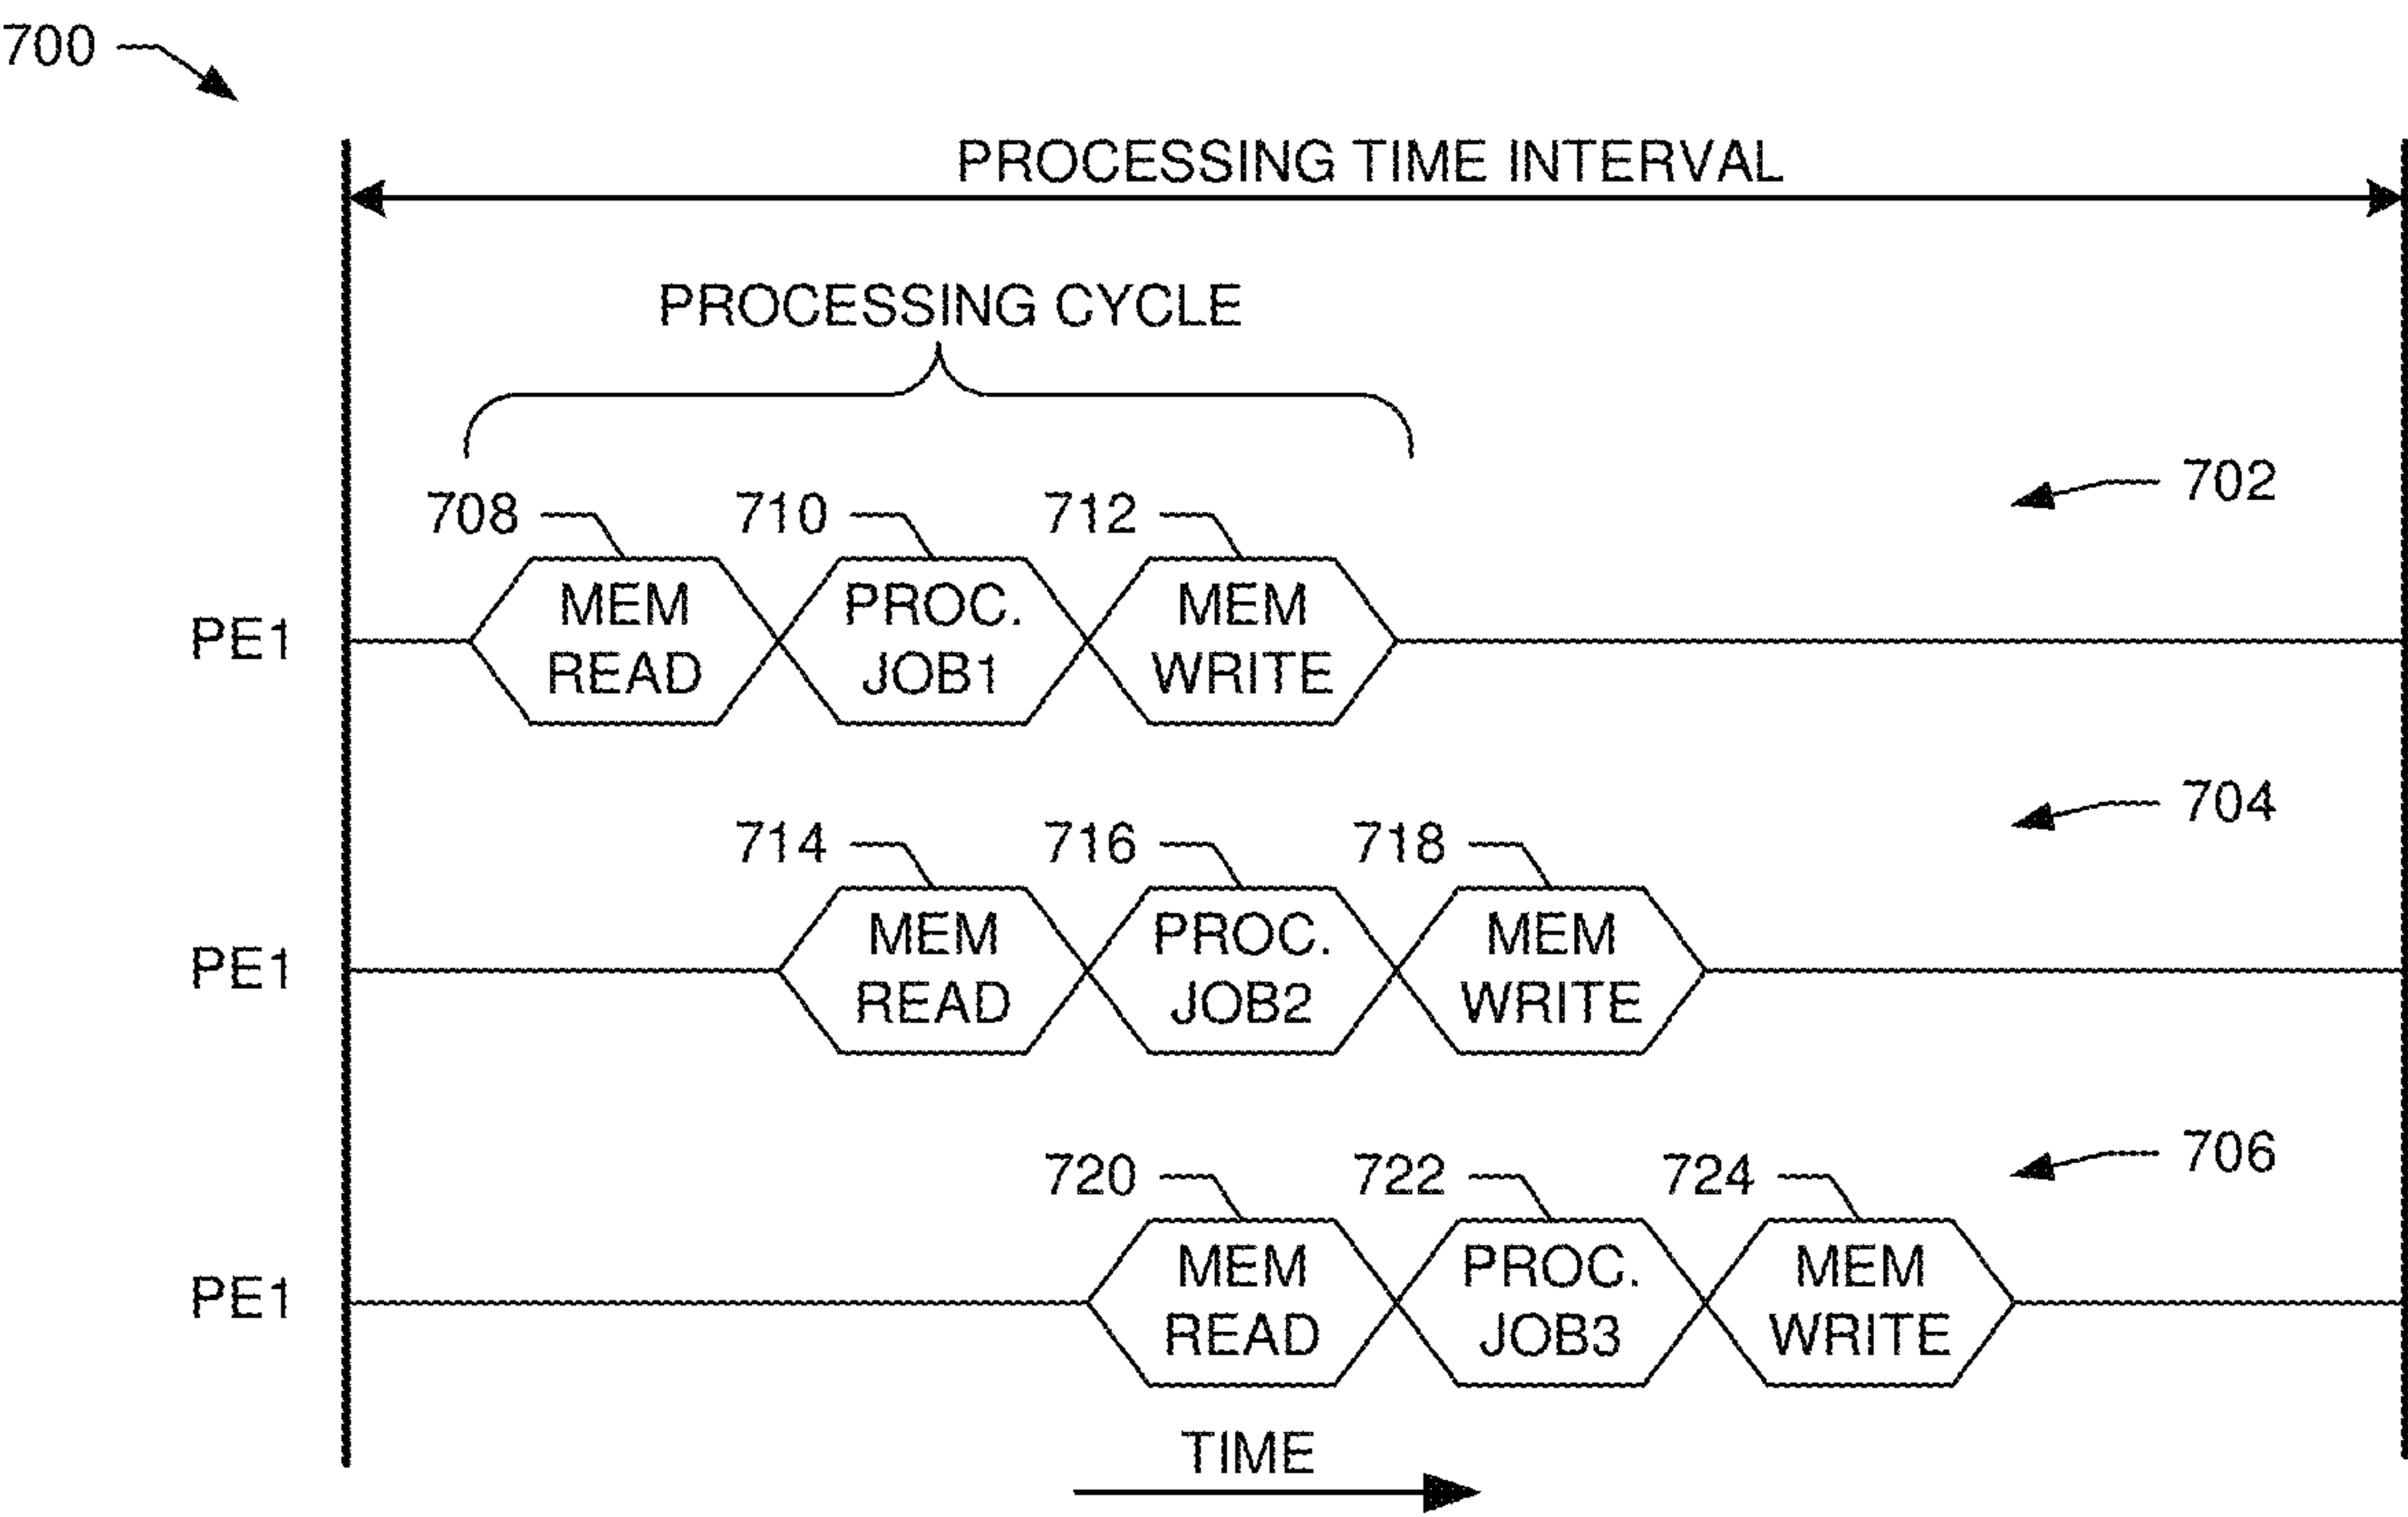 700
PROCESSING TIME INTERVAL
PROCESSING CYCLE
702
708 710 712
MEM PROC. MEM
PE1
READ JOB1 WRITE
704
714 716 718
MEM PROC. MEM
PE1
READ JOB2 WRITE
706
720 722 724
MEM PROC. MEM
PE1
READ JOB3 WRITE
TIME